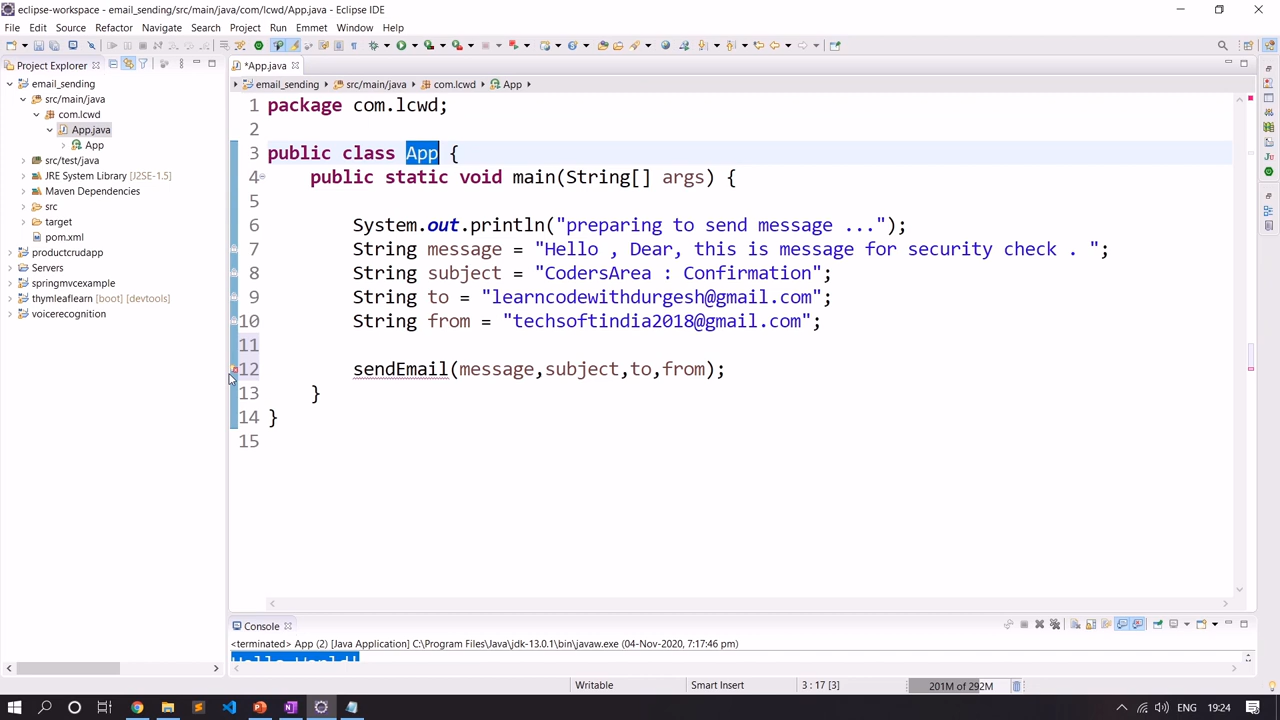 eclipse-workspace - email_sending/src/main/java/com/lcwd/App.java - Eclipse IDE
File Edit Source Refactor Navigate Search Project Run Emmet Window Help
Project Explorer
email_sending
src/main/java
com.lcwd
App.java
App
src/test/java
JRE System Library [J2SE-1.5]
Maven Dependencies
src
target
pom.xml
productcrudapp
Servers
springmvcexample
thymleaflearn [boot] [devtools]
voicerecognition
*App.java
email_sending src/main/java com.lcwd App
1 package com.lcwd;
2
3 public class App {
4 public static void main(String[] args) {
5
6 System.out.println("preparing to send message ...");
7 String message = "Hello , Dear, this is message for security check . ";
8 String subject = "CodersArea : Confirmation";
9 String to = "learncodewithdurgesh@gmail.com";
10 String from = "techsoftindia2018@gmail.com";
11
12 sendEmail(message,subject,to,from);
13 }
14 }
15
Console
<terminated> App (2) [Java Application] C:\Program Files\Java\jdk-13.0.1\bin\javaw.exe (04-Nov-2020, 7:17:46 pm)
Hello World!
Writable Smart Insert 3 : 17 [3] 201M of 292M
ENG 19:24